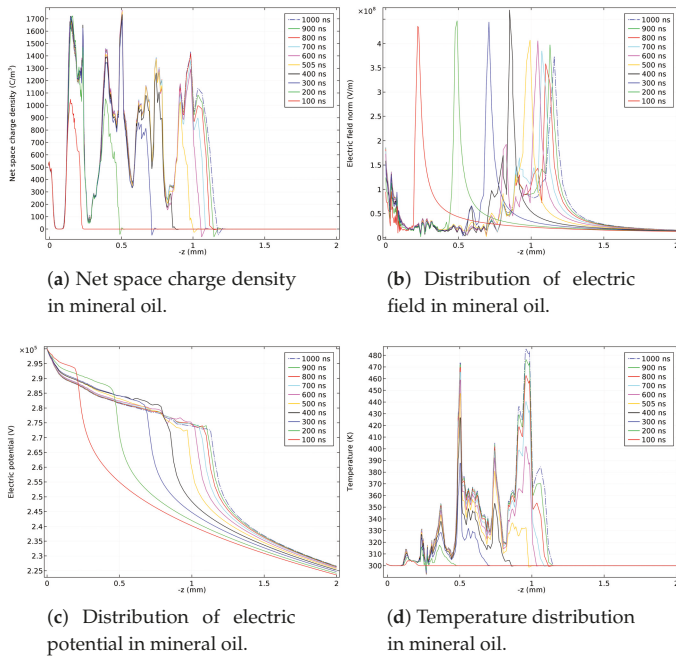 1700
1600
1500
1400
1300
1200
1100
1000
900
800
700
600
500
400
300
200
100
0
Net space charge density (C/m³)
0 0.5 1 1.5 2
-z (mm)
1000 ns
900 ns
800 ns
700 ns
600 ns
505 ns
400 ns
300 ns
200 ns
100 ns
(a) Net space charge density
in mineral oil.
×10⁸
4
3.5
3
2.5
2
1.5
1
0.5
0
Electric field norm (V/m)
0 0.5 1 1.5 2
-z (mm)
1000 ns
900 ns
800 ns
700 ns
600 ns
505 ns
400 ns
300 ns
200 ns
100 ns
(b) Distribution of electric
field in mineral oil.
×10⁵
2.95
2.9
2.85
2.8
2.75
2.7
2.65
2.6
2.55
2.5
2.45
2.4
2.35
2.3
2.25
Electric potential (V)
0 0.5 1 1.5 2
-z (mm)
1000 ns
900 ns
800 ns
700 ns
600 ns
500 ns
400 ns
300 ns
200 ns
100 ns
(c) Distribution of electric
potential in mineral oil.
480
470
460
450
440
430
420
410
400
390
380
370
360
350
340
330
320
310
300
Temperature (K)
0 0.5 1 1.5 2
-z (mm)
1000 ns
900 ns
800 ns
700 ns
600 ns
505 ns
400 ns
300 ns
200 ns
100 ns
(d) Temperature distribution
in mineral oil.